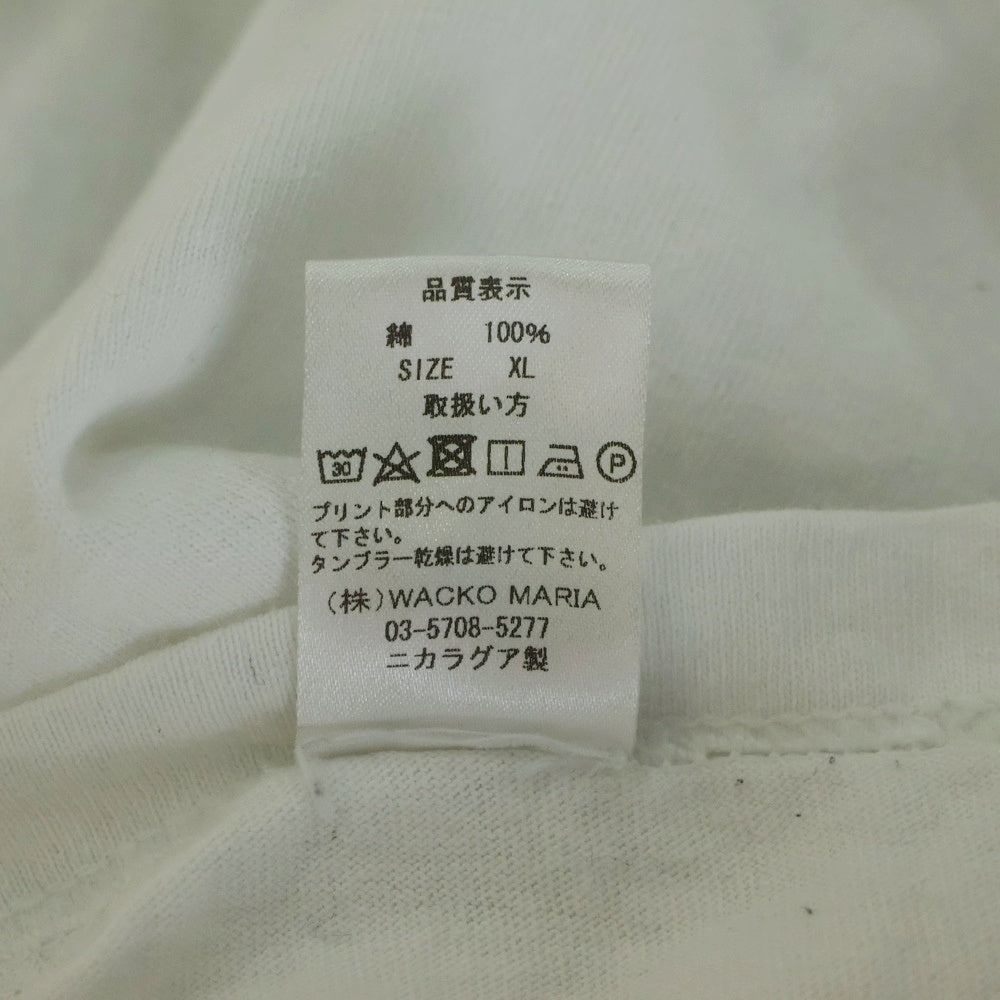 品質表示
綿 100%
SIZE XL
取扱い方
30 P
プリント部分へのアイロンは避け
て下さい。
タンブラー乾燥は避けて下さい。
(株)WACKO MARIA
03-5708-5277
ニカラグア製